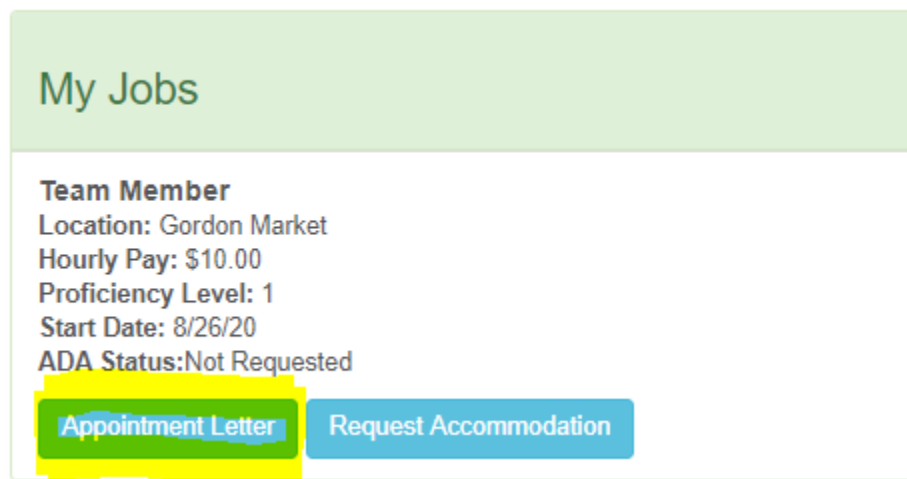 My Jobs
Team Member
Location: Gordon Market
Hourly Pay: $10.00
Proficiency Level: 1
Start Date: 8/26/20
ADA Status:Not Requested
Appointment Letter Request Accommodation